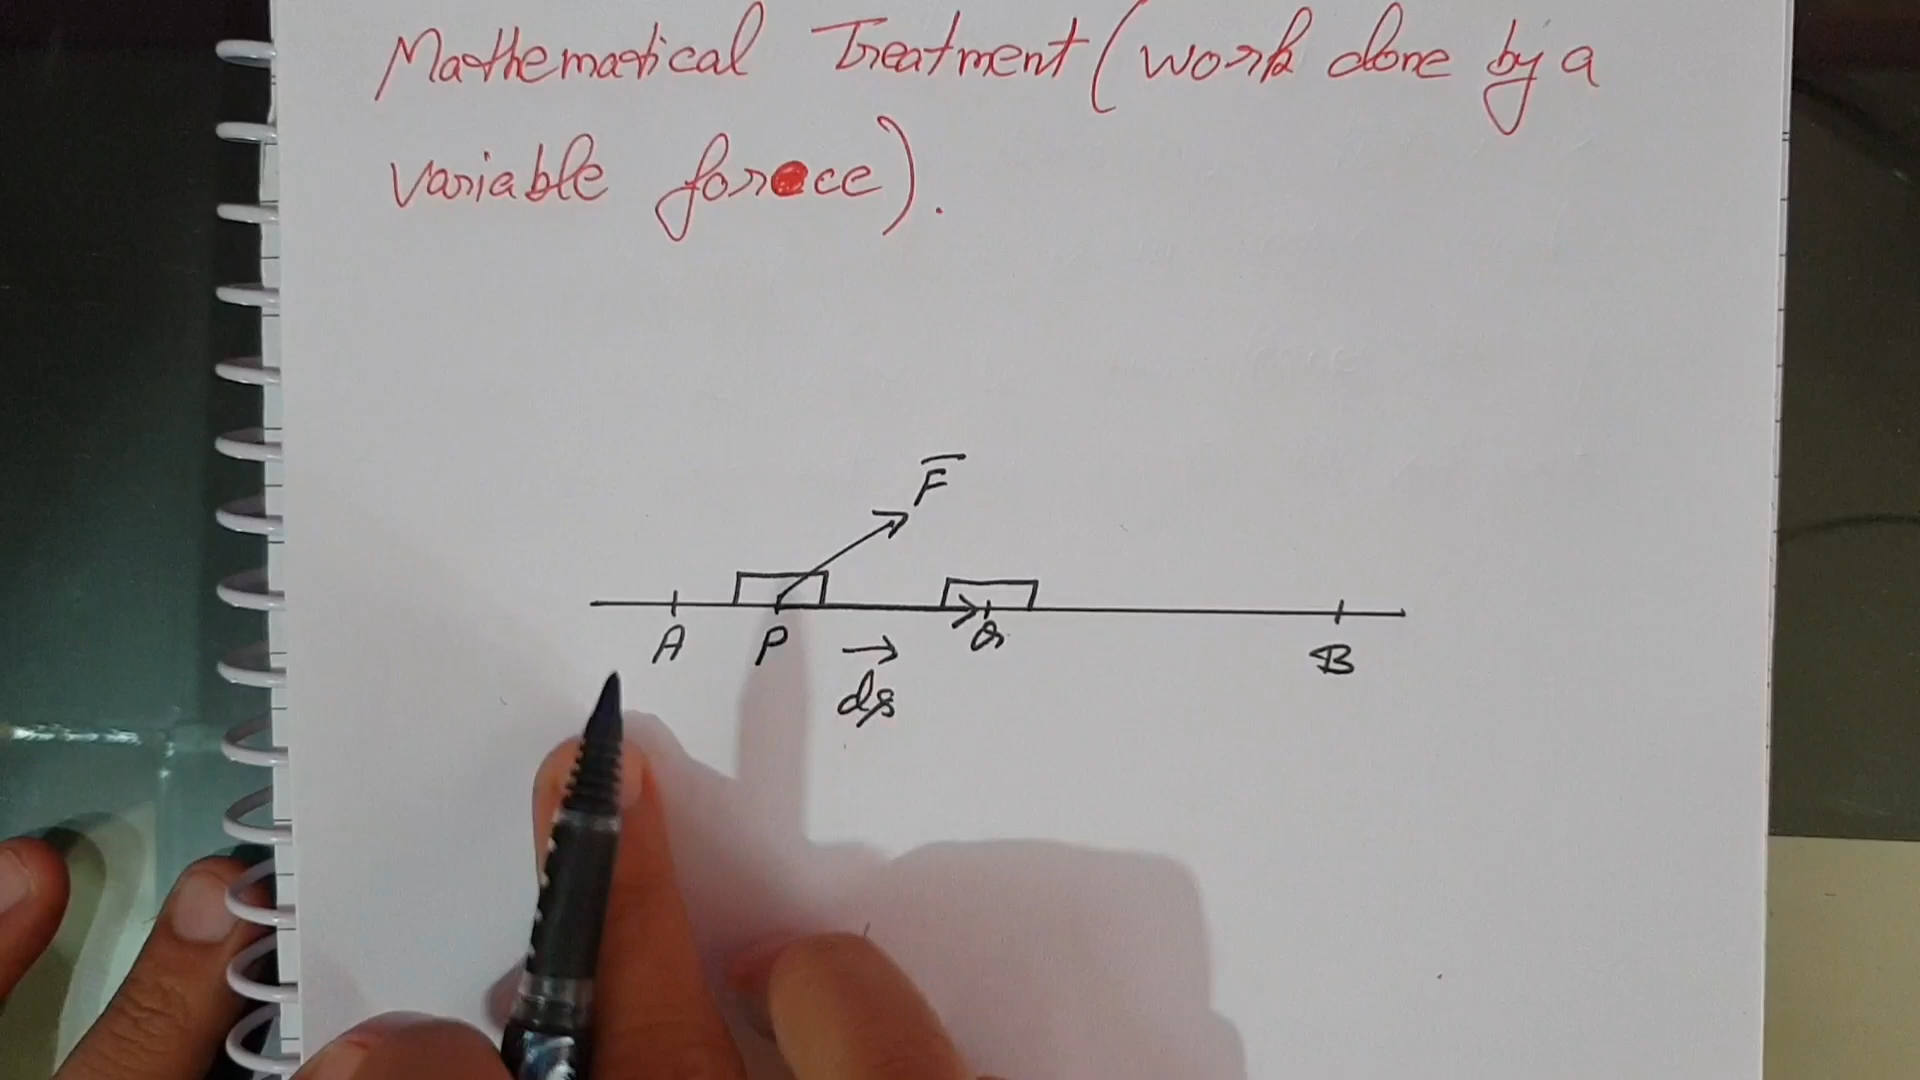 Mathematical Treatment (work done by a
variable force).
F
A P Q B
ds